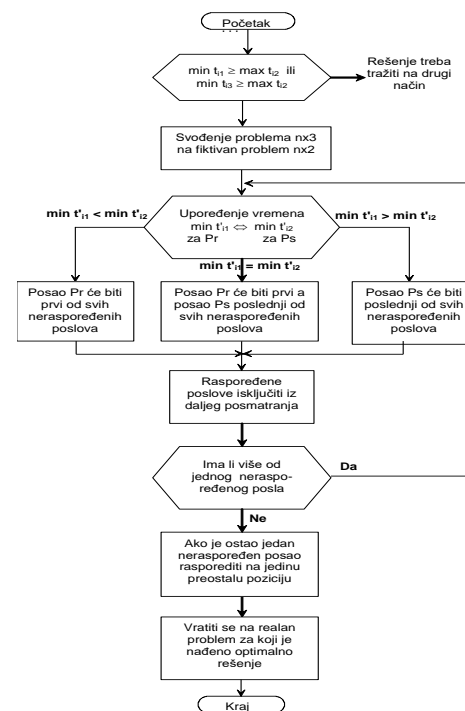 Početak
...
min ti1 ≥ max ti2 ili
min ti3 ≥ max ti2
Rešenje treba
tražiti na drugi
način
Svođenje problema nx3
na fiktivan problem nx2
min t'i1 < min t'i2
Upoređenje vremena
min t'i1 ⇔ min t'i2
za Pr za Ps
min t'i1 > min t'i2
min t'i1 = min t'i2
Posao Pr će biti
prvi od svih
neraspoređenih
poslova
Posao Pr će biti prvi a
posao Ps poslednji od
svih neraspoređenih
poslova
Posao Ps će biti
poslednji od svih
neraspoređenih
poslova
Raspoređene
poslove isključiti iz
daljeg posmatranja
Ima li više od
jednog neraspo-
ređenog posla
Da
Ne
Ako je ostao jedan
neraspoređen posao
rasporediti na jedinu
preostalu poziciju
Vratiti se na realan
problem za koji je
nađeno optimalno
rešenje
Kraj